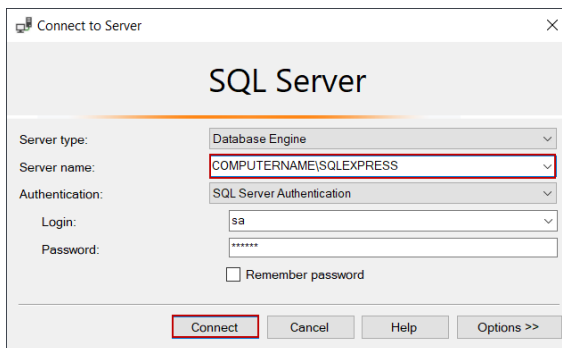 Connect to Server
SQL Server
Server type: Database Engine
Server name: COMPUTERNAME\SQLEXPRESS
Authentication: SQL Server Authentication
Login: sa
Password: ******
Remember password
Connect Cancel Help Options >>